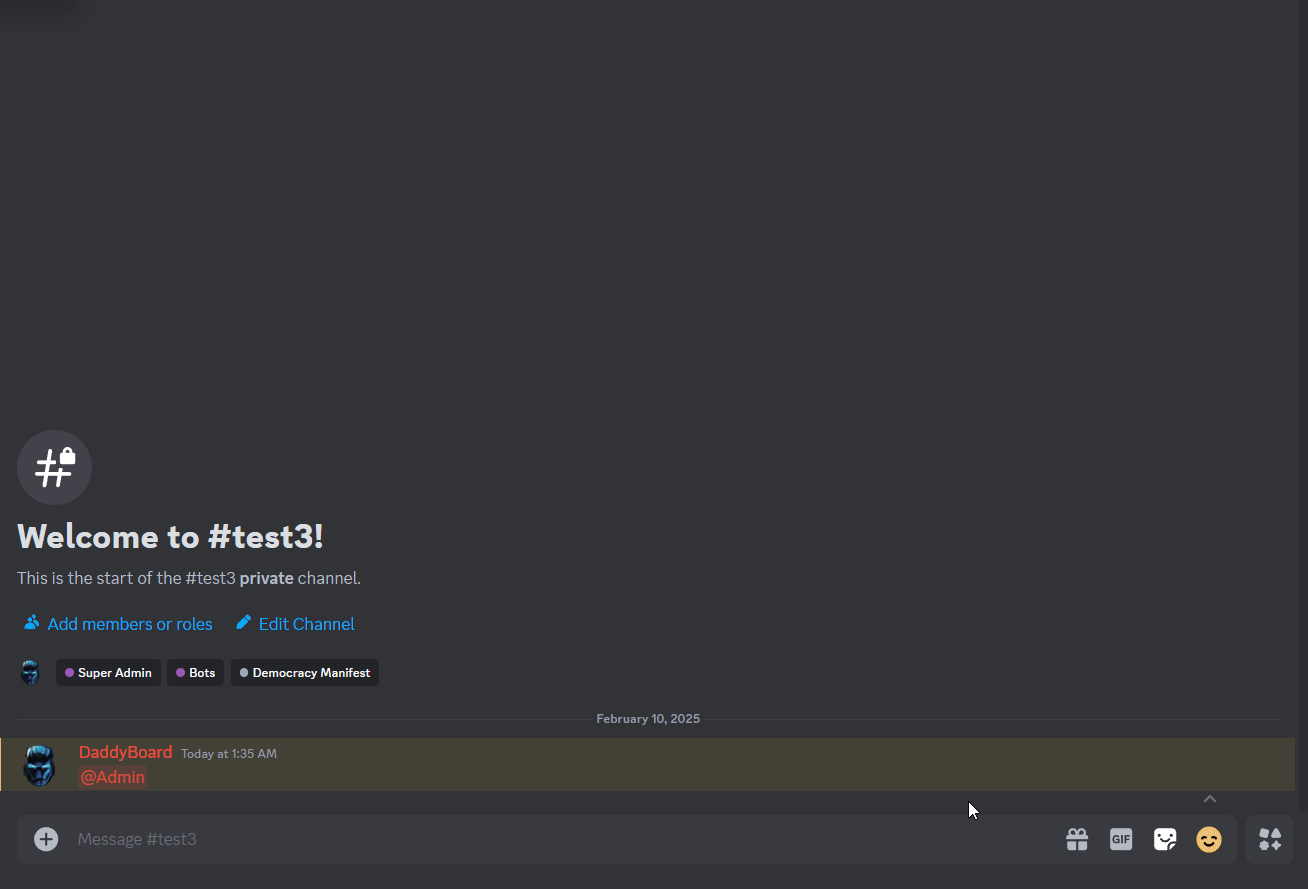 Welcome to #test3!
This is the start of the #test3 private channel.
Add members or roles Edit Channel
Super Admin Bots Democracy Manifest
February 10, 2025
DaddyBoard Today at 1:35 AM
@Admin
Message #test3 GIF